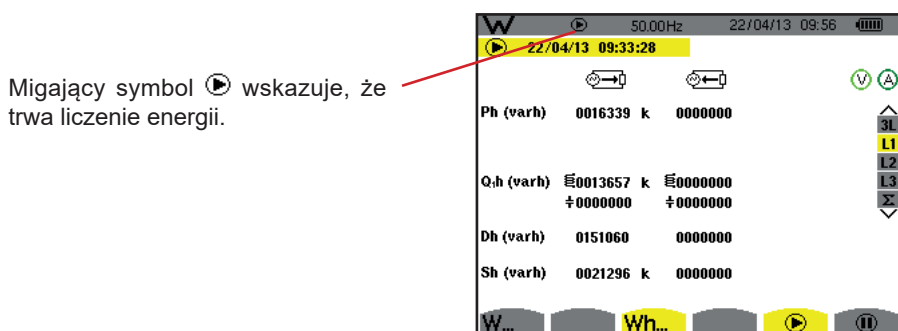 W 50.00Hz 22/04/13 09:56
22/04/13 09:33:28
Migający symbol wskazuje, że
trwa liczenie energii.
V A
Ph (varh) 0016339 k 0000000
3L
L1
L2
L3
Σ
Q₁h (varh) 0013657 k 0000000
0000000 0000000
Dh (varh) 0151060 0000000
Sh (varh) 0021296 k 0000000
W... Wh...